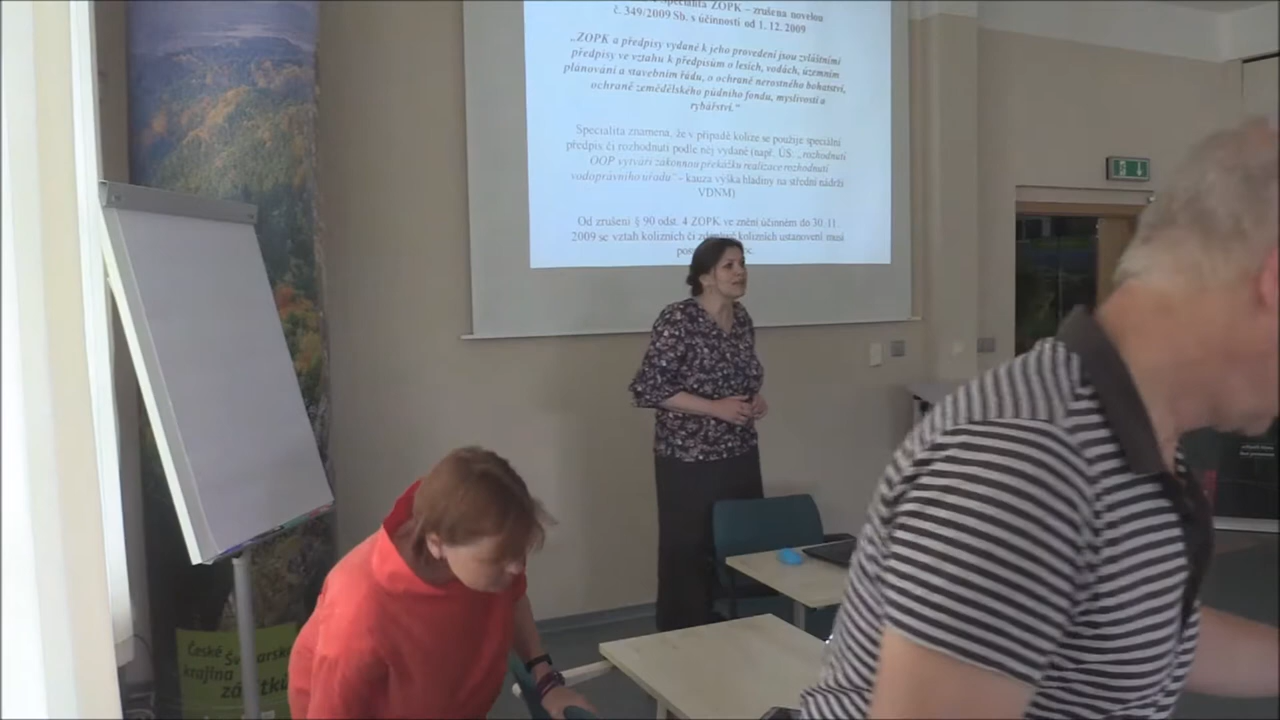 specialita ZOPK – zrušena novelou
č. 349/2009 Sb. s účinností od 1. 12. 2009
„ZOPK a předpisy vydané k jeho provedení jsou zvláštními
předpisy ve vztahu k předpisům o lesích, vodách, územním
plánování a stavebním řádu, o ochraně nerostného bohatství,
ochraně zemědělského půdního fondu, myslivosti a
rybářství."
Specialita znamená, že v případě kolize se použije speciální
předpis či rozhodnutí podle něj vydané (např. ÚS: „rozhodnutí
OOP vytváří zákonnou překážku realizace rozhodnutí
vodoprávního úřadu" - kauza výška hladiny na střední nádrži
VDNM)
Od zrušení § 90 odst. 4 ZOPK ve znění účinném do 30. 11.
2009 se vztah kolizních či zdánlivě kolizních ustanovení musí
České Švýcarsko
krajina
zážitků